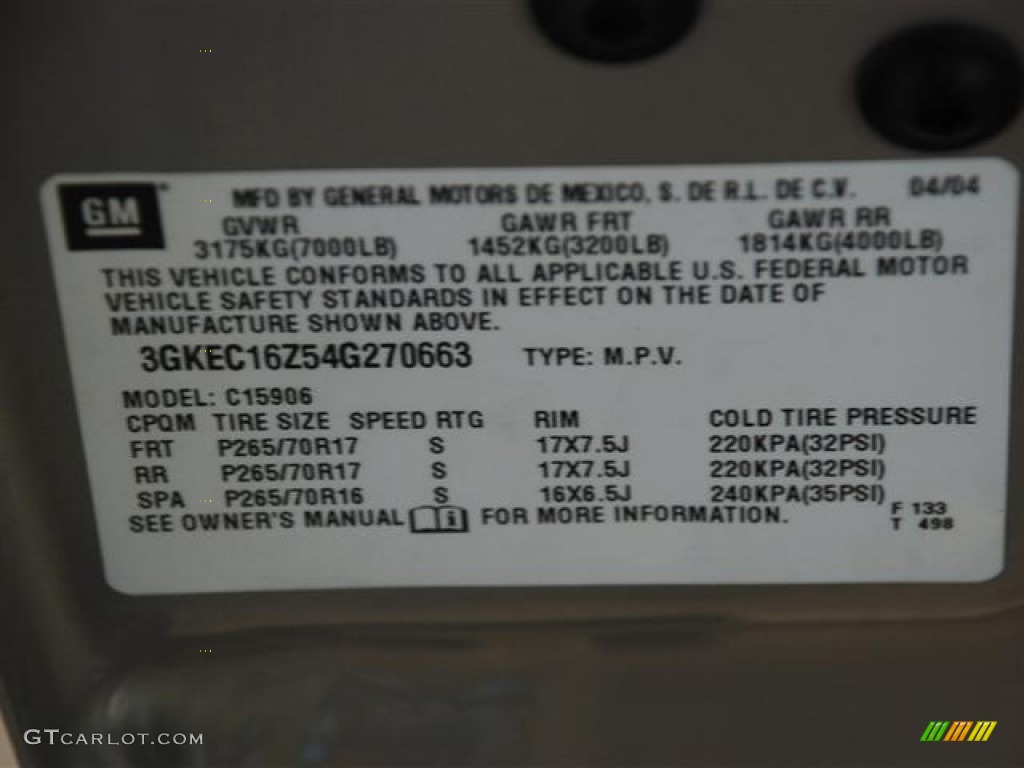 GM MFD BY GENERAL MOTORS DE MEXICO, S. DE R.L. DE C.V. 04/04
GVWR GAWR FRT GAWR RR
3175KG(7000LB) 1452KG(3200LB) 1814KG(4000LB)
THIS VEHICLE CONFORMS TO ALL APPLICABLE U.S. FEDERAL MOTOR
VEHICLE SAFETY STANDARDS IN EFFECT ON THE DATE OF
MANUFACTURE SHOWN ABOVE.
3GKEC16Z54G270663 TYPE: M.P.V.
MODEL: C15906
CPQM TIRE SIZE SPEED RTG RIM COLD TIRE PRESSURE
FRT P265/70R17 S 17X7.5J 220KPA(32PSI)
RR P265/70R17 S 17X7.5J 220KPA(32PSI)
SPA P265/70R16 S 16X6.5J 240KPA(35PSI)
SEE OWNER'S MANUAL i FOR MORE INFORMATION.
F 133
T 498
GTCARLOT.COM